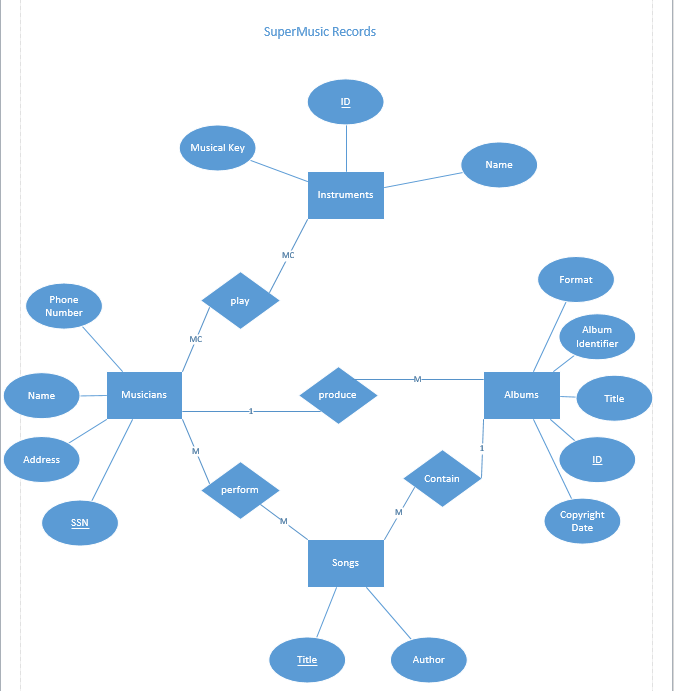 SuperMusic Records
ID
Musical Key
Name
Instruments
MC
Format
play
Phone
Number
Album
Identifier
MC
Musicians
produce
M
Albums
Name
Title
1
M
1
Address
Contain
ID
perform
M
M
SSN
Copyright
Date
Songs
Title
Author